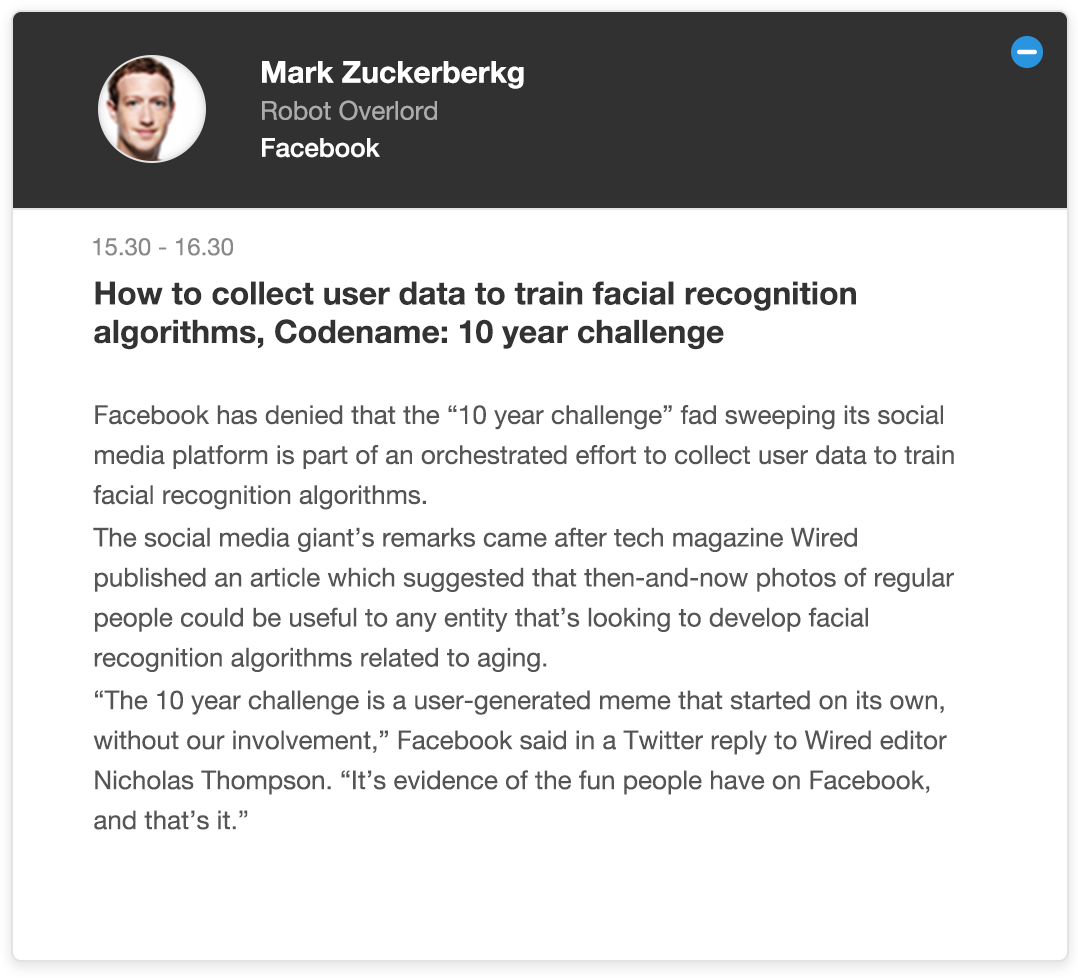 Mark Zuckerberkg
Robot Overlord
Facebook
15.30 - 16.30
How to collect user data to train facial recognition
algorithms, Codename: 10 year challenge
Facebook has denied that the “10 year challenge” fad sweeping its social
media platform is part of an orchestrated effort to collect user data to train
facial recognition algorithms.
The social media giant’s remarks came after tech magazine Wired
published an article which suggested that then-and-now photos of regular
people could be useful to any entity that’s looking to develop facial
recognition algorithms related to aging.
“The 10 year challenge is a user-generated meme that started on its own,
without our involvement,” Facebook said in a Twitter reply to Wired editor
Nicholas Thompson. “It’s evidence of the fun people have on Facebook,
and that’s it.”